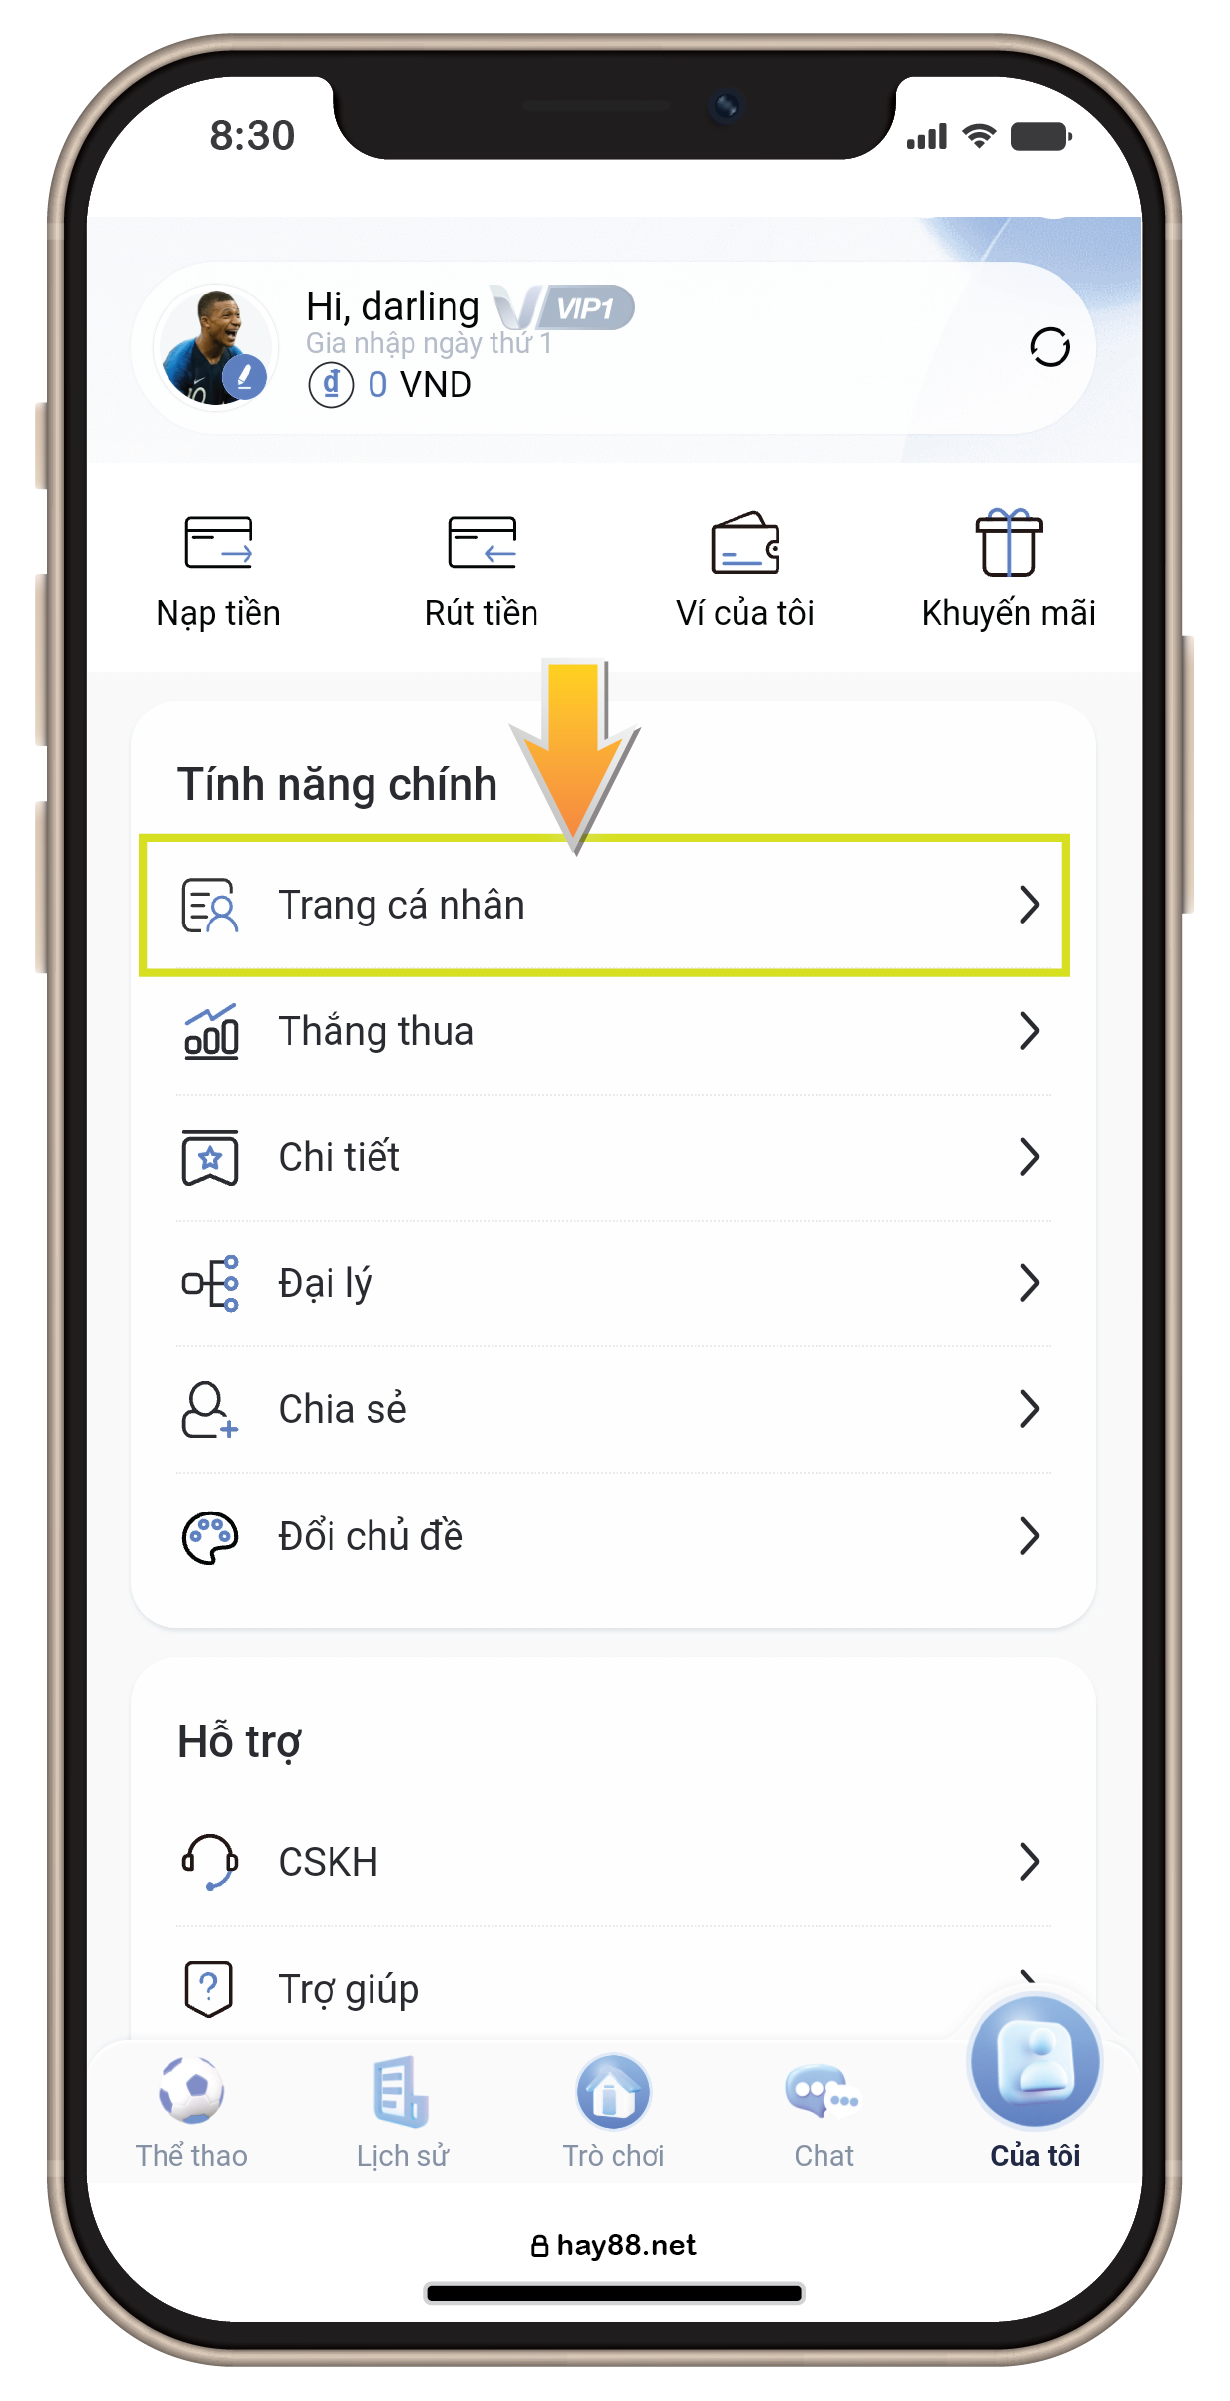 8:30
Hi, darling VIP1
Gia nhập ngày thứ 1
đ 0 VND
Nạp tiền Rút tiền Ví của tôi Khuyến mãi
Tính năng chính
Trang cá nhân
Thắng thua
Chi tiết
Đại lý
Chia sẻ
Đổi chủ đề
Hỗ trợ
CSKH
Trợ giúp
Thể thao Lịch sử Trò chơi Chat Của tôi
hay88.net